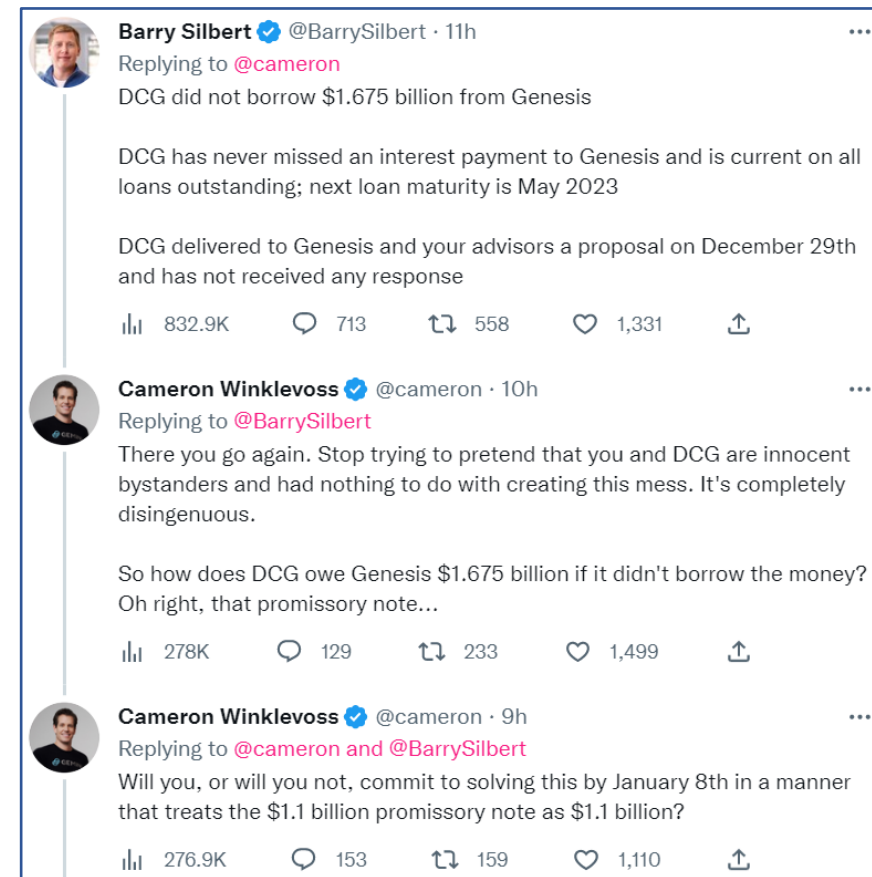 Barry Silbert @BarrySilbert · 11h
Replying to @cameron
DCG did not borrow $1.675 billion from Genesis
DCG has never missed an interest payment to Genesis and is current on all
loans outstanding; next loan maturity is May 2023
DCG delivered to Genesis and your advisors a proposal on December 29th
and has not received any response
832.9K 713 558 1,331
Cameron Winklevoss @cameron · 10h
Replying to @BarrySilbert
There you go again. Stop trying to pretend that you and DCG are innocent
bystanders and had nothing to do with creating this mess. It's completely
disingenuous.
So how does DCG owe Genesis $1.675 billion if it didn't borrow the money?
Oh right, that promissory note...
278K 129 233 1,499
Cameron Winklevoss @cameron · 9h
Replying to @cameron and @BarrySilbert
Will you, or will you not, commit to solving this by January 8th in a manner
that treats the $1.1 billion promissory note as $1.1 billion?
276.9K 153 159 1,110